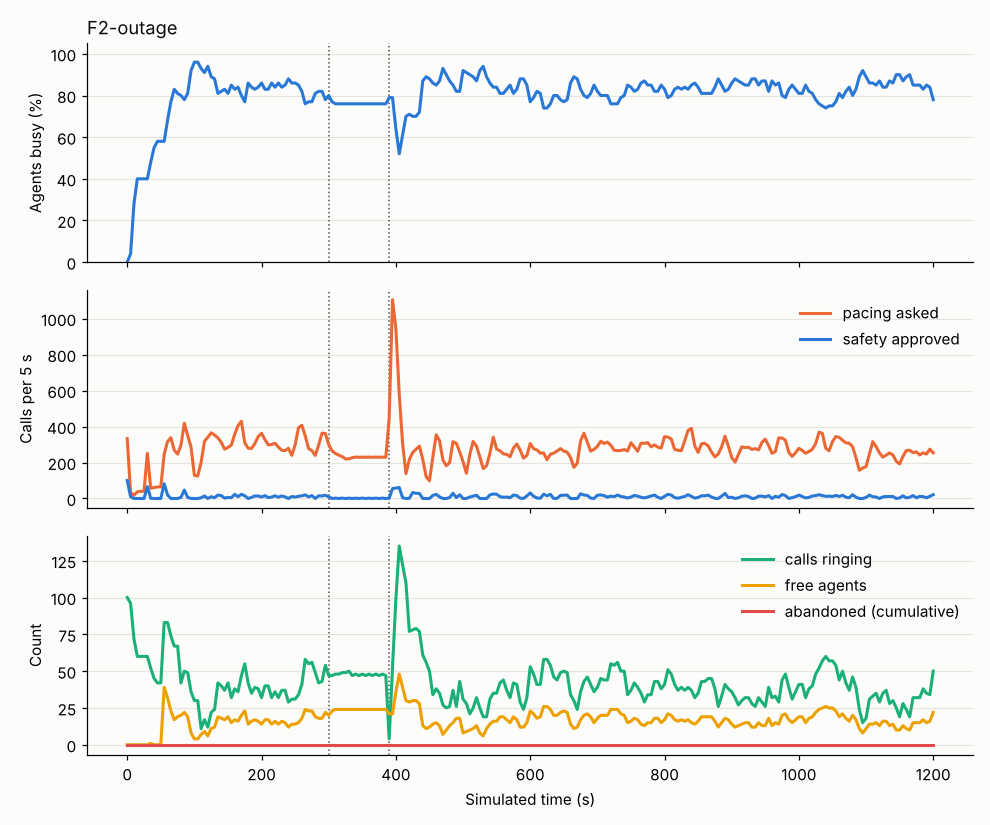 F2-outage
100
80
60
40
20
0
Agents busy (%)
1000
800
600
400
200
0
Calls per 5 s
pacing asked
safety approved
125
100
75
50
25
0
Count
calls ringing
free agents
abandoned (cumulative)
0 200 400 600 800 1000 1200
Simulated time (s)